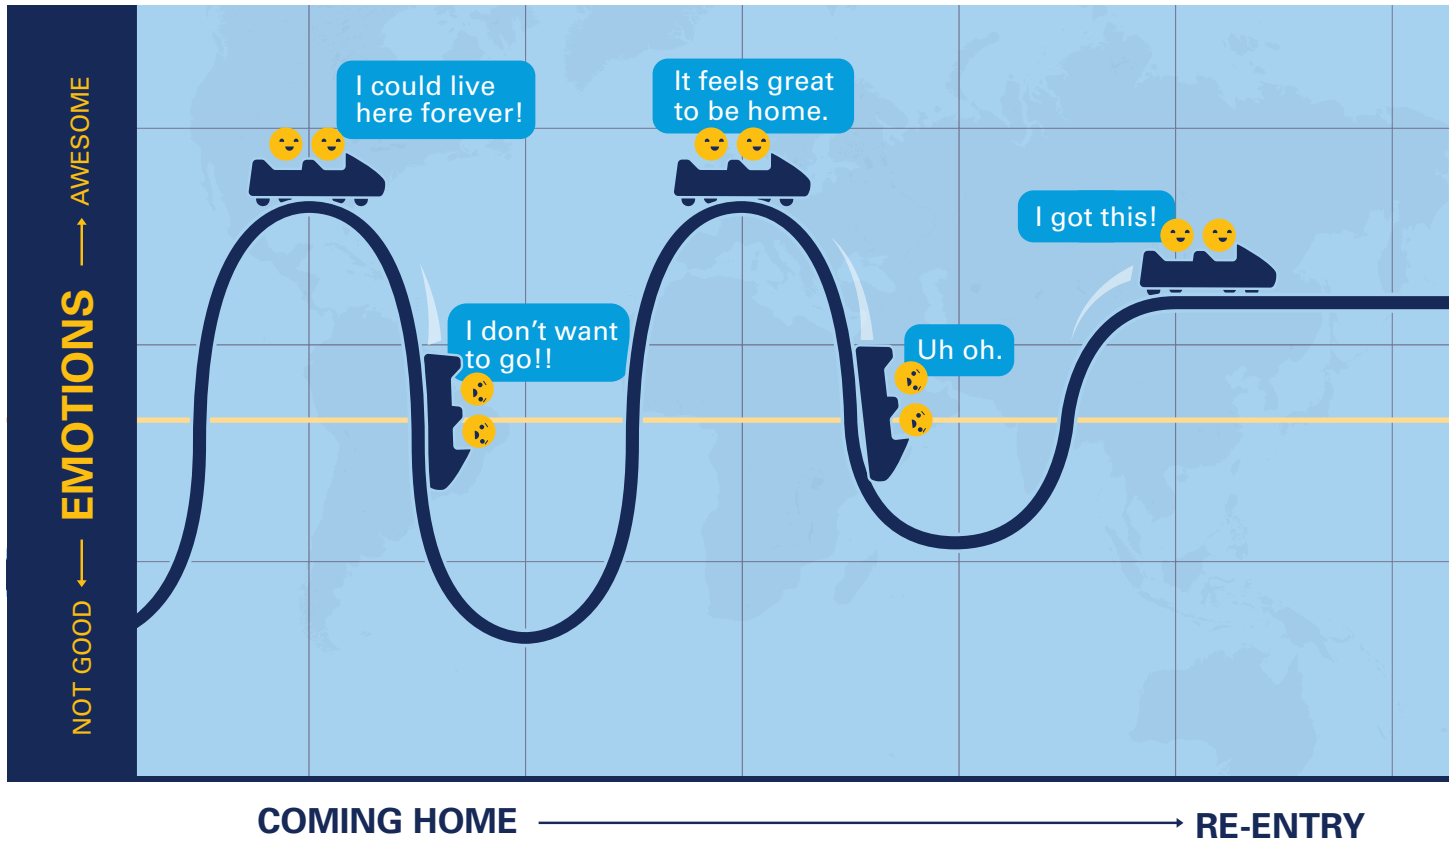 I could live
here forever!
It feels great
to be home.
I got this!
I don't want
to go!!
Uh oh.
NOT GOOD ← EMOTIONS → AWESOME
COMING HOME → RE-ENTRY